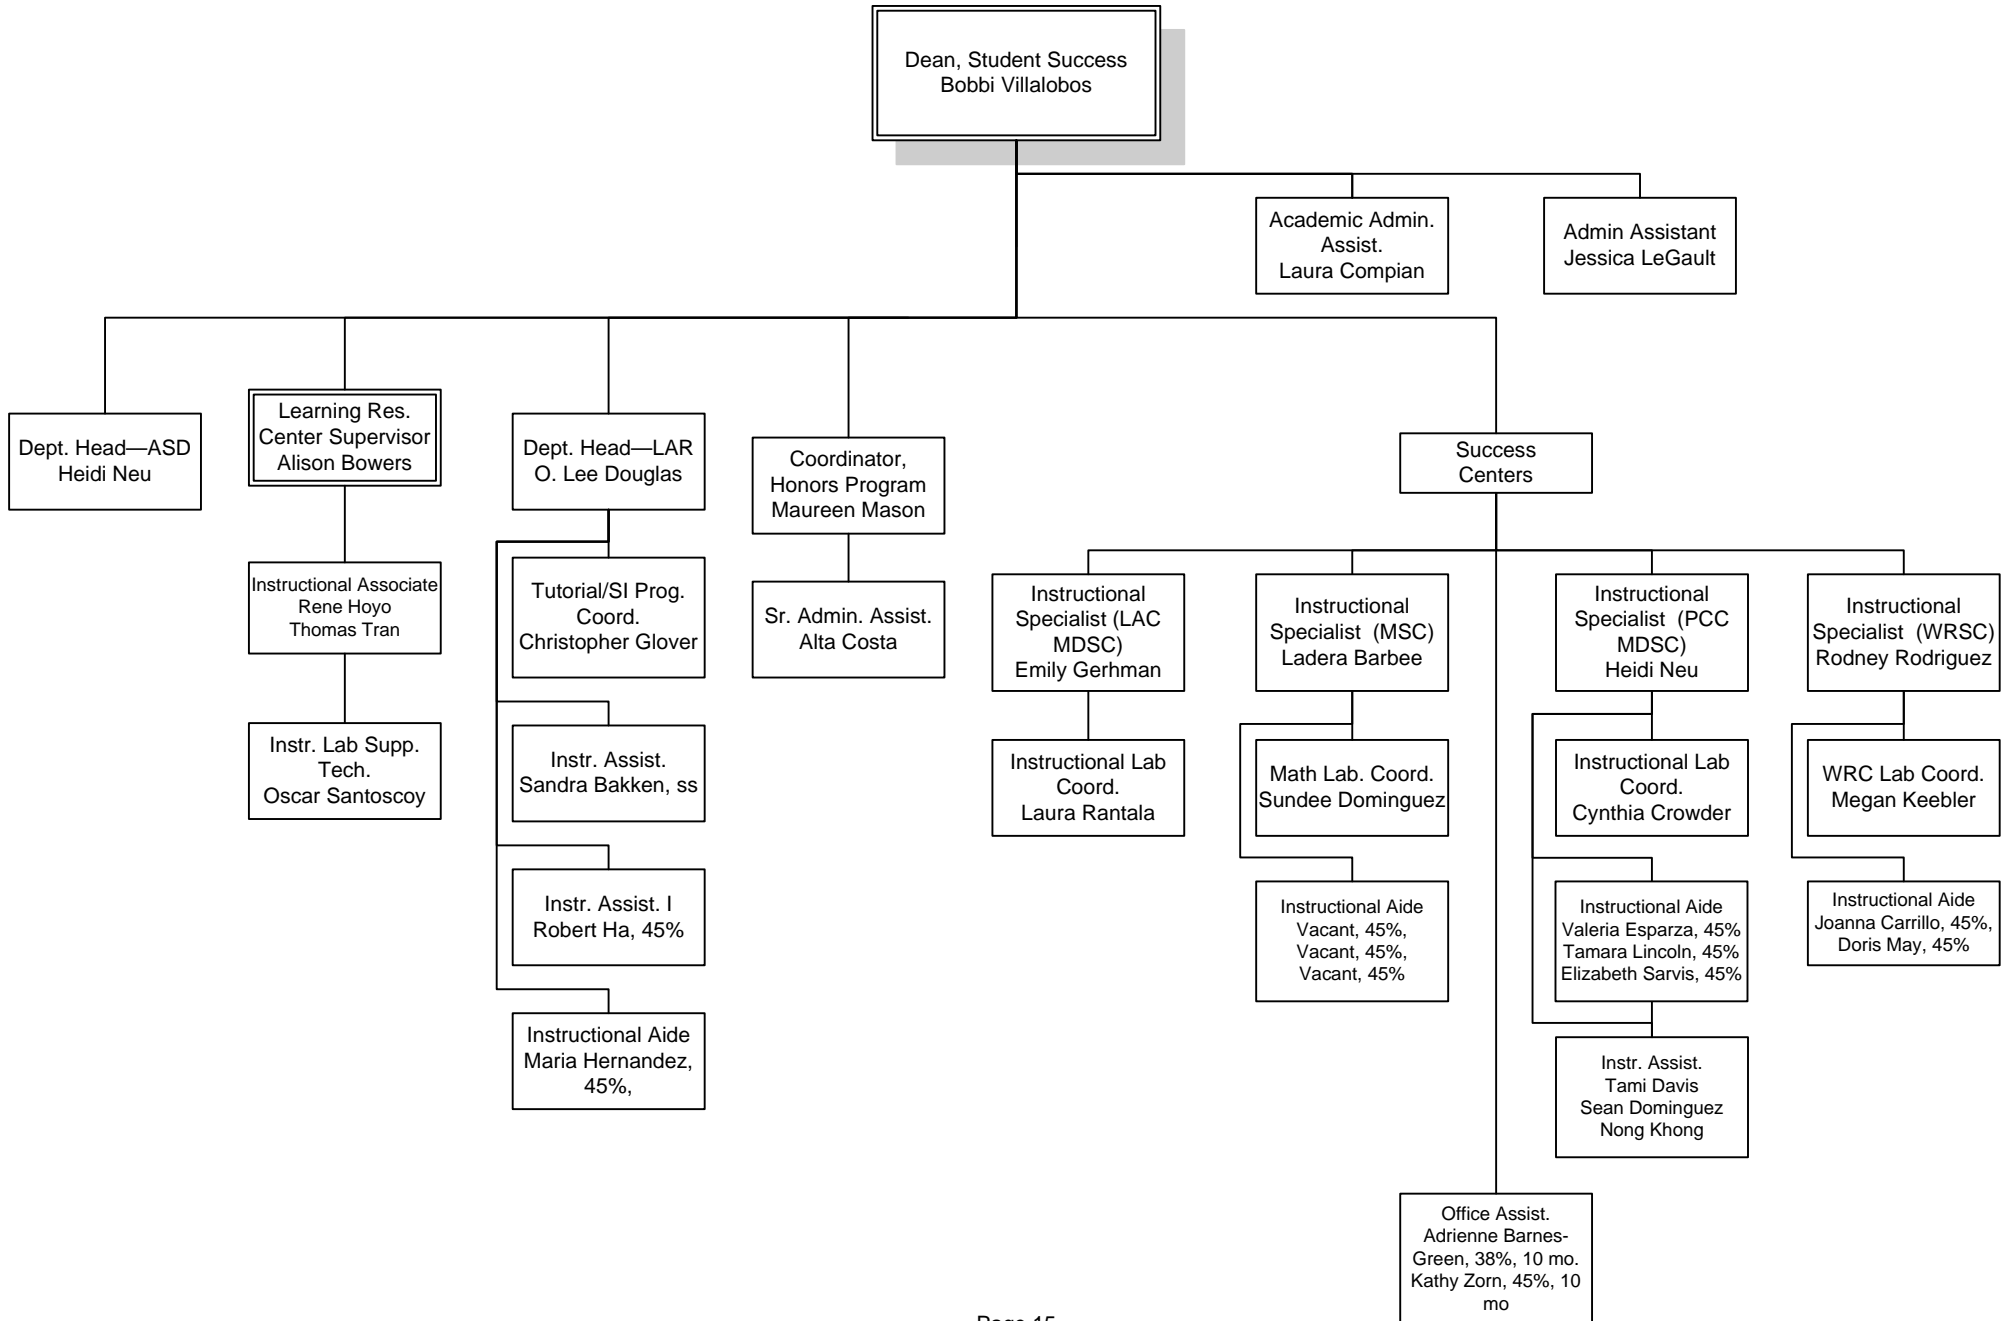 Dean, Student Success
Bobbi Villalobos
Academic Admin.
Assist.
Laura Compian
Admin Assistant
Jessica LeGault
Dept. Head—ASD
Heidi Neu
Learning Res.
Center Supervisor
Alison Bowers
Dept. Head—LAR
O. Lee Douglas
Coordinator,
Honors Program
Maureen Mason
Success
Centers
Instructional Associate
Rene Hoyo
Thomas Tran
Tutorial/SI Prog.
Coord.
Christopher Glover
Sr. Admin. Assist.
Alta Costa
Instructional
Specialist (LAC
MDSC)
Emily Gerhman
Instructional
Specialist (MSC)
Ladera Barbee
Instructional
Specialist (PCC
MDSC)
Heidi Neu
Instructional
Specialist (WRSC)
Rodney Rodriguez
Instr. Lab Supp.
Tech.
Oscar Santoscoy
Instr. Assist.
Sandra Bakken, ss
Instructional Lab
Coord.
Laura Rantala
Math Lab. Coord.
Sundee Dominguez
Instructional Lab
Coord.
Cynthia Crowder
WRC Lab Coord.
Megan Keebler
Instr. Assist. I
Robert Ha, 45%
Instructional Aide
Vacant, 45%,
Vacant, 45%,
Vacant, 45%
Instructional Aide
Valeria Esparza, 45%
Tamara Lincoln, 45%
Elizabeth Sarvis, 45%
Instructional Aide
Joanna Carrillo, 45%,
Doris May, 45%
Instructional Aide
Maria Hernandez,
45%,
Instr. Assist.
Tami Davis
Sean Dominguez
Nong Khong
Office Assist.
Adrienne Barnes-
Green, 38%, 10 mo.
Kathy Zorn, 45%, 10
mo
Page 15